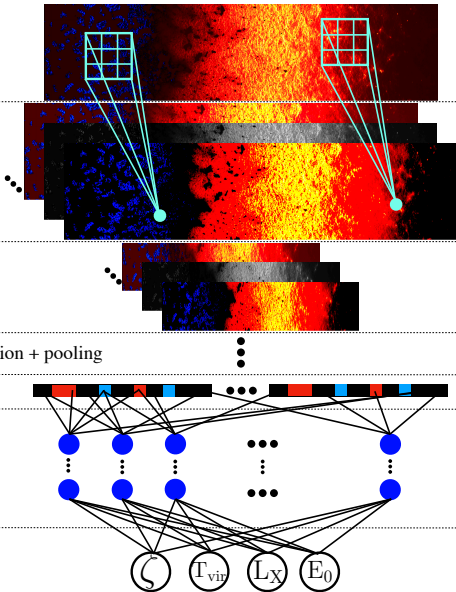 ion + pooling
ζ
T_vir
L_X
E_0